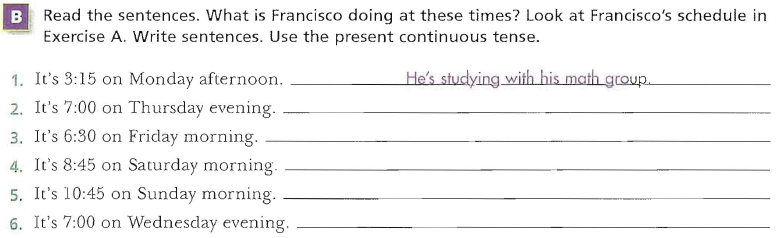 B Read the sentences. What is Francisco doing at these times? Look at Francisco's schedule in
Exercise A. Write sentences. Use the present continuous tense.
1. It's 3:15 on Monday afternoon. He's studying with his math group.
2. It's 7:00 on Thursday evening.
3. It's 6:30 on Friday morning.
4. It's 8:45 on Saturday morning.
5. It's 10:45 on Sunday morning.
6. It's 7:00 on Wednesday evening.